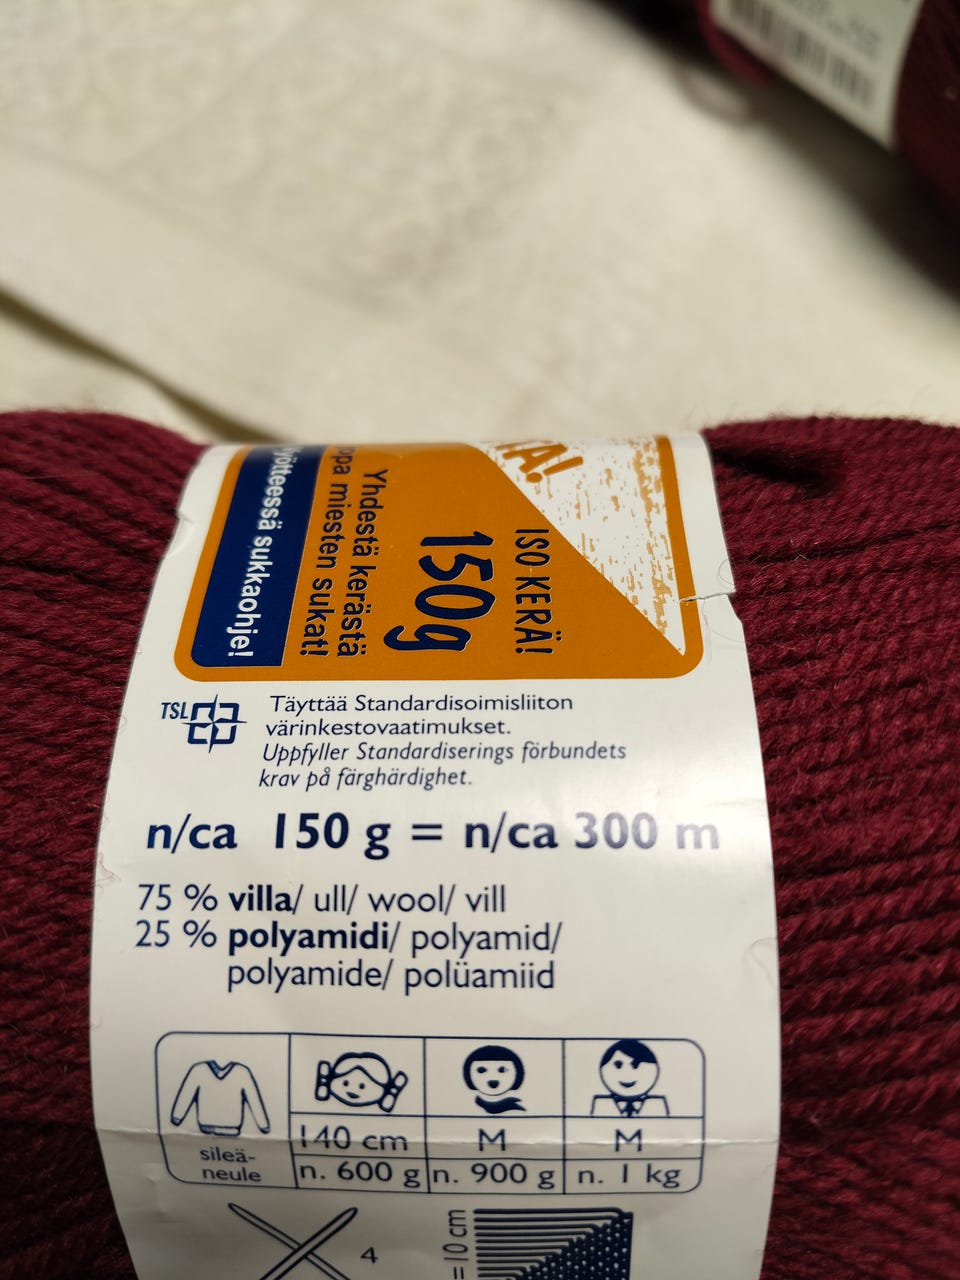 KA!
ISO KERÄ!
150g
Yhdestä kerästä
miesten sukat!
sukkaohje!
TSL
Täyttää Standardisoimisliiton
värinkestovaatimukset.
Uppfyller Standardiserings förbundets
krav på färghärdighet.
n/ca 150 g = n/ca 300 m
75 % villa/ ull/ wool/ vill
25 % polyamidi/ polyamid/
polyamide/ polüamiid
sileä-
neule
140 cm M M
n. 600 g n. 900 g n. 1 kg
4
= 10 cm